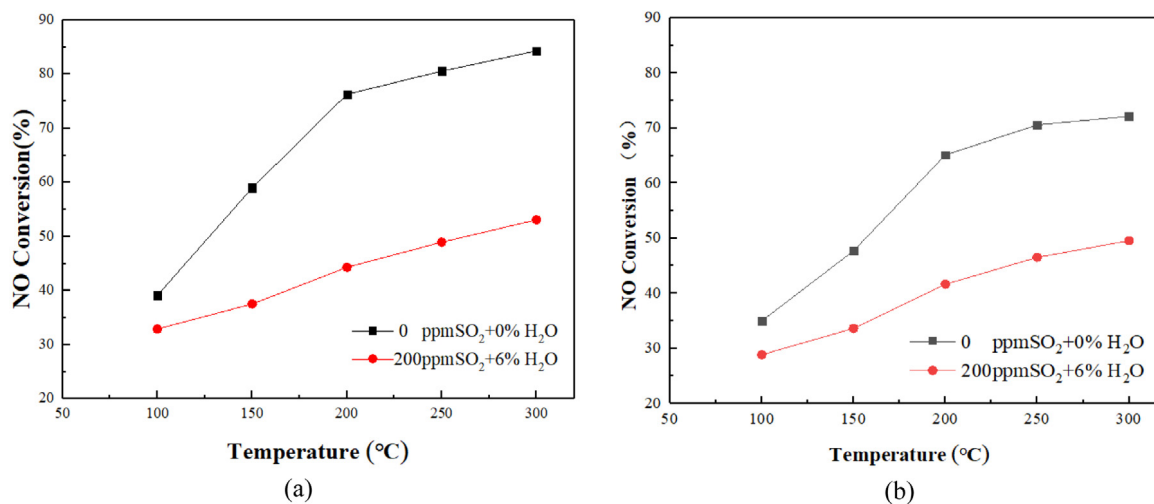 90
80
70
60
50
40
30
20
50 100 150 200 250 300
NO Conversion(%)
0 ppmSO₂+0% H₂O
200ppmSO₂+6% H₂O
Temperature (°C)
(a)
90
80
70
60
50
40
30
20
50 100 150 200 250 300
NO Conversion (%)
0 ppmSO₂+0% H₂O
200ppmSO₂+6% H₂O
Temperature (°C)
(b)